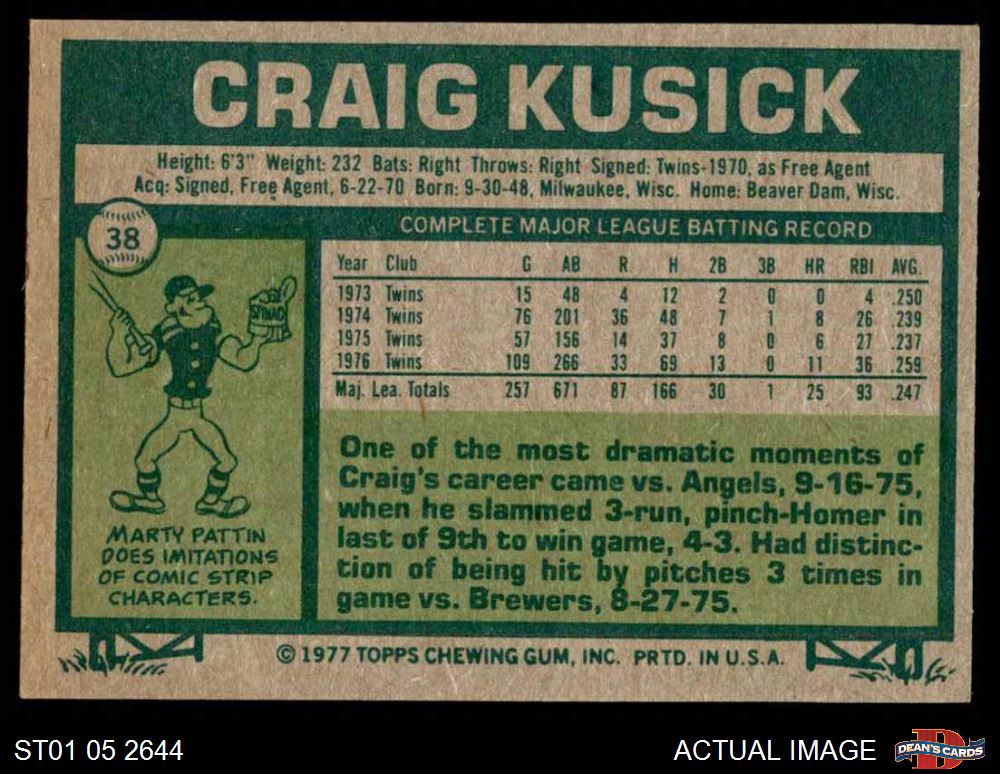 CRAIG KUSICK
Height: 6'3" Weight: 232 Bats: Right Throws: Right Signed: Twins-1970, as Free Agent
Acq: Signed, Free Agent, 6-22-70 Born: 9-30-48, Milwaukee, Wisc. Home: Beaver Dam, Wisc.
38
COMPLETE MAJOR LEAGUE BATTING RECORD
Year Club G AB R H 2B 3B HR RBI AVG.
1973 Twins 15 48 4 12 2 0 0 4 .250
1974 Twins 76 201 36 48 7 1 8 26 .239
1975 Twins 57 156 14 37 8 0 6 27 .237
1976 Twins 109 266 33 69 13 0 11 36 .259
Maj. Lea. Totals 257 671 87 166 30 1 25 93 .247
SPINACH
MARTY PATTIN
DOES IMITATIONS
OF COMIC STRIP
CHARACTERS.
One of the most dramatic moments of
Craig's career came vs. Angels, 9-16-75,
when he slammed 3-run, pinch-Homer in
last of 9th to win game, 4-3. Had distinc-
tion of being hit by pitches 3 times in
game vs. Brewers, 8-27-75.
© 1977 TOPPS CHEWING GUM, INC. PRTD. IN U.S.A.
ST01 05 2644
ACTUAL IMAGE
D
DEAN'S CARDS